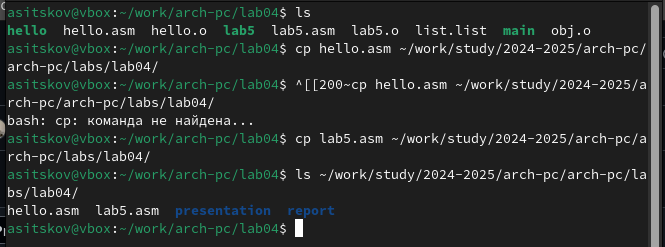 asitskov@vbox:~/work/arch-pc/lab04$ ls
hello  hello.asm  hello.o  lab5  lab5.asm  lab5.o  list.list  main  obj.o
asitskov@vbox:~/work/arch-pc/lab04$ cp hello.asm ~/work/study/2024-2025/arch-pc/
arch-pc/labs/lab04/
asitskov@vbox:~/work/arch-pc/lab04$ ^[[200~cp hello.asm ~/work/study/2024-2025/a
rch-pc/arch-pc/labs/lab04/
bash: cp: команда не найдена...
asitskov@vbox:~/work/arch-pc/lab04$ cp lab5.asm ~/work/study/2024-2025/arch-pc/a
rch-pc/labs/lab04/
asitskov@vbox:~/work/arch-pc/lab04$ ls ~/work/study/2024-2025/arch-pc/arch-pc/la
bs/lab04/
hello.asm  lab5.asm  presentation  report
asitskov@vbox:~/work/arch-pc/lab04$